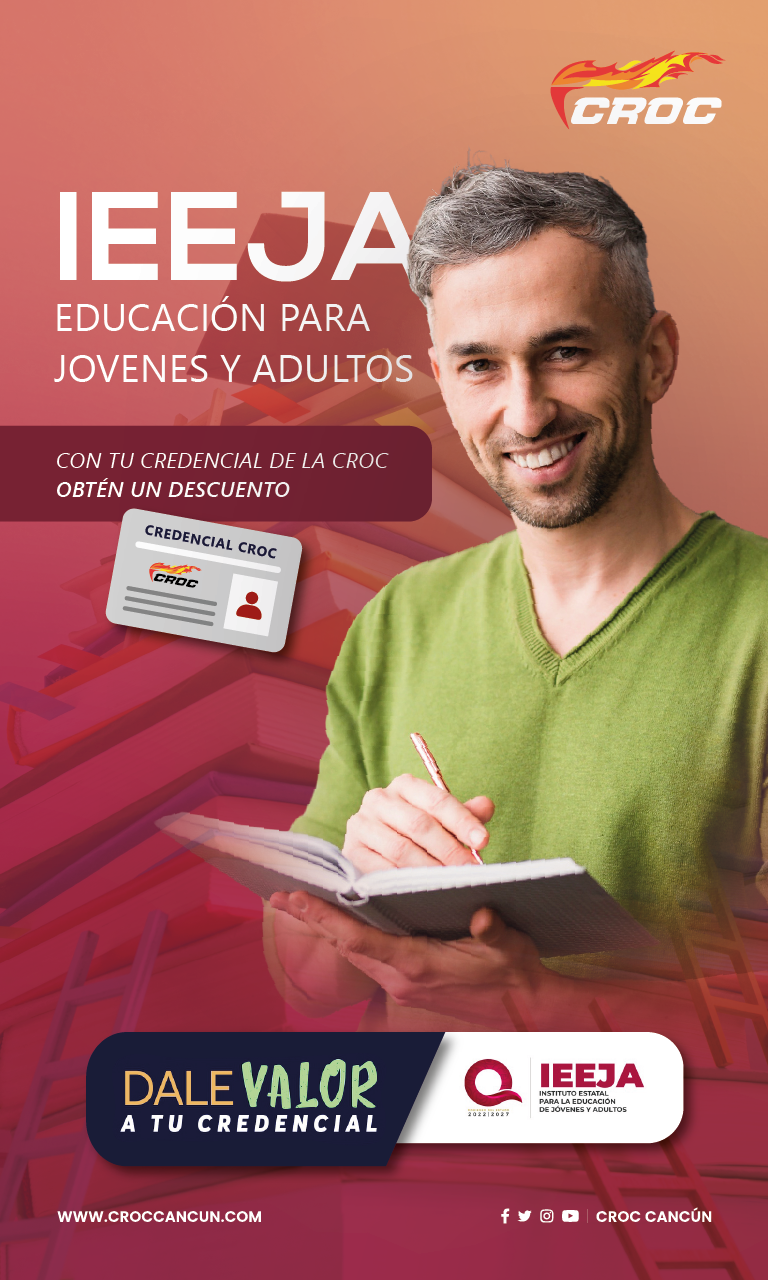 CROC
IEEJA
EDUCACIÓN PARA
JOVENES Y ADULTOS
CON TU CREDENCIAL DE LA CROC
OBTÉN UN DESCUENTO
CREDENCIAL CROC
CROC
DALE VALOR
A TU CREDENCIAL
IEEJA
INSTITUTO ESTATAL
PARA LA EDUCACIÓN
DE JÓVENES Y ADULTOS
2022|2027
WWW.CROCCANCUN.COM
CROC CANCÚN